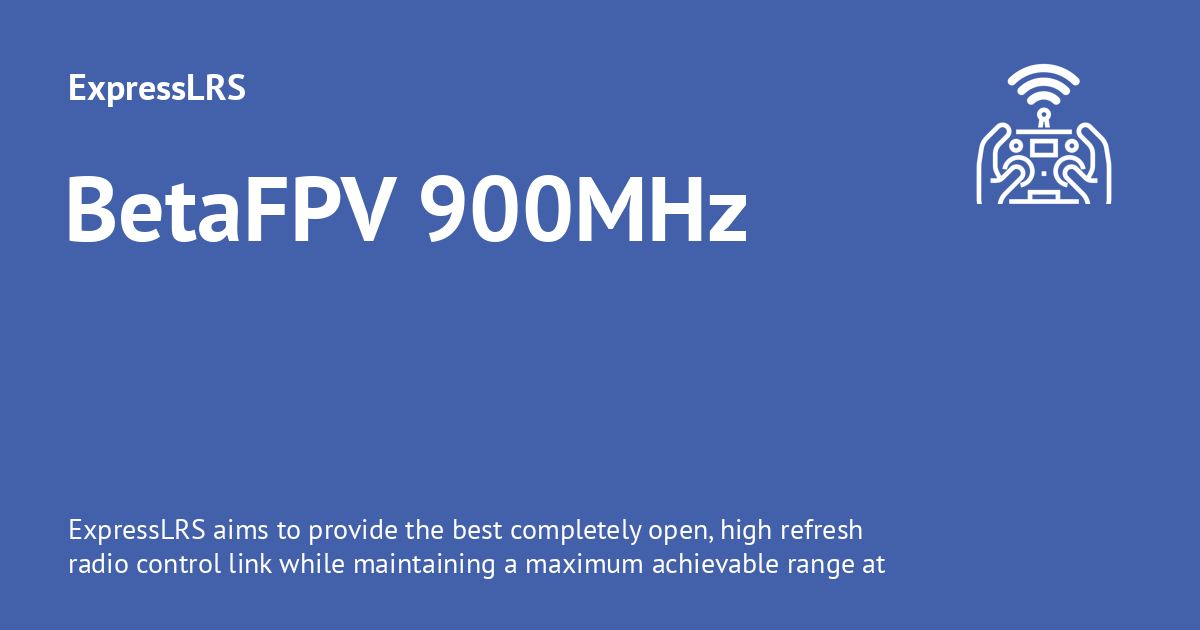 ExpressLRS
BetaFPV 900MHz
ExpressLRS aims to provide the best completely open, high refresh
radio control link while maintaining a maximum achievable range at